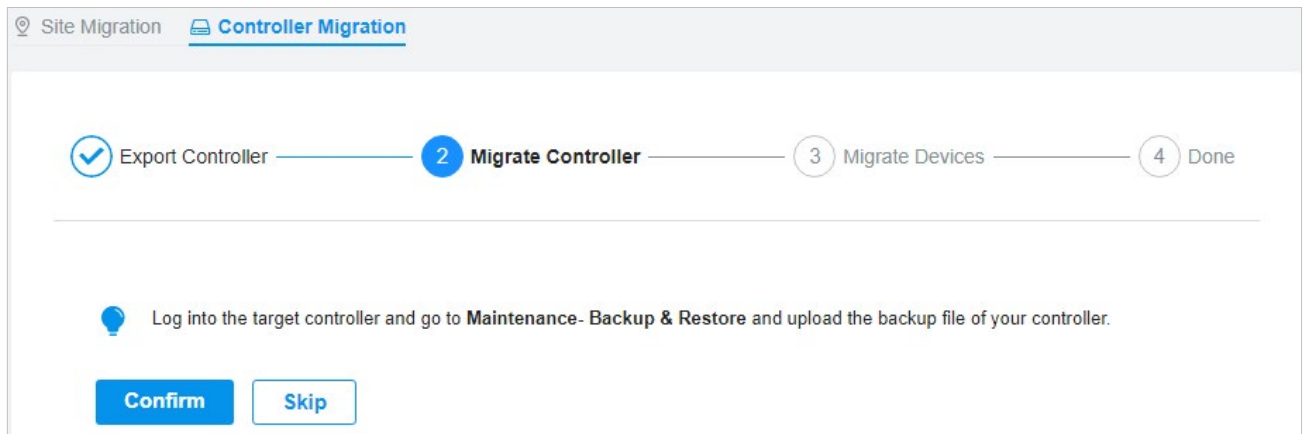 Site Migration Controller Migration
Export Controller 2 Migrate Controller 3 Migrate Devices 4 Done
Log into the target controller and go to Maintenance- Backup & Restore and upload the backup file of your controller.
Confirm Skip